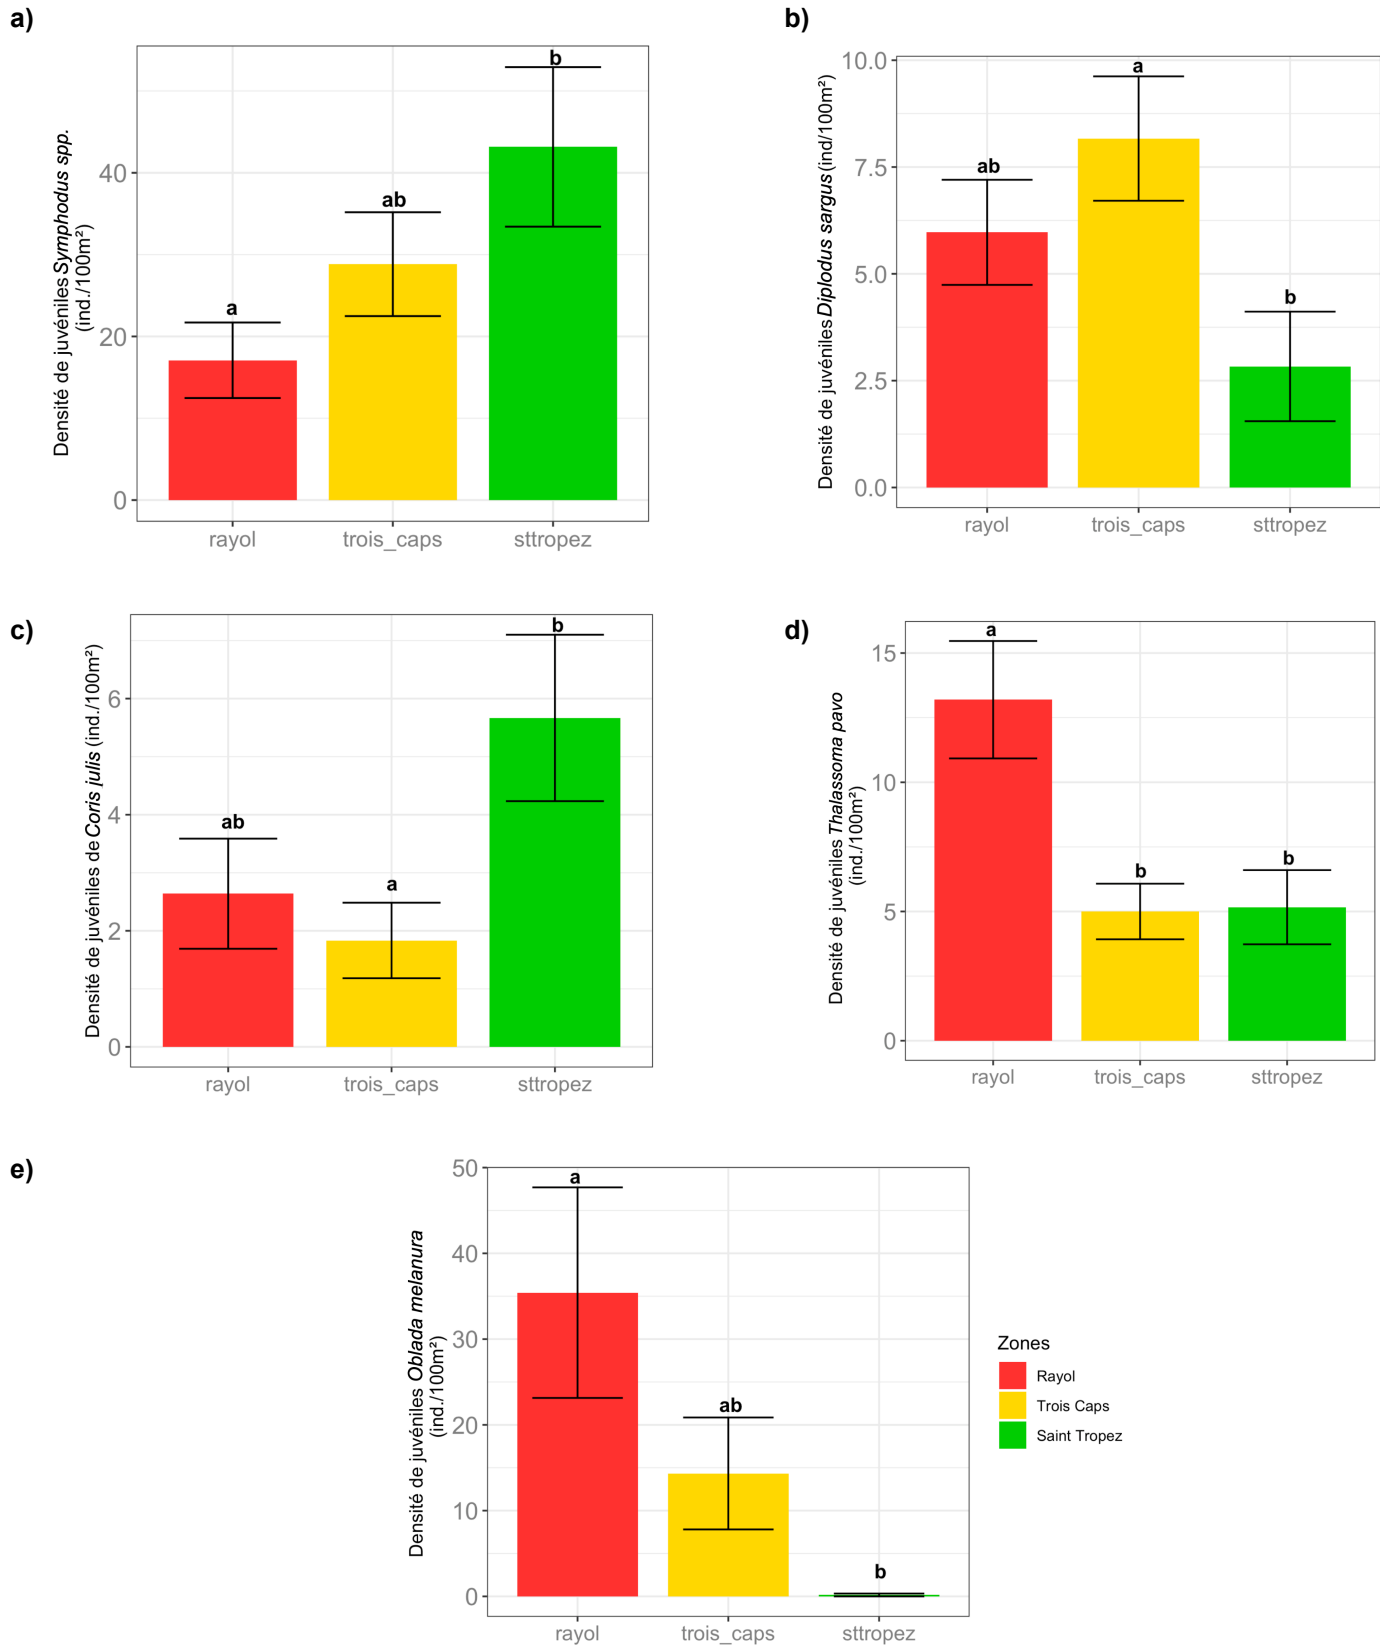 a)
Densité de juvéniles Symphodus spp.
(ind./100m²)
40
20
0
a
ab
b
rayol
trois_caps
sttropez
b)
Densité de juvéniles Diplodus sargus (ind/100m²)
10.0
7.5
5.0
2.5
0.0
ab
a
b
rayol
trois_caps
sttropez
c)
Densité de juvéniles de Coris julis (ind./100m²)
6
4
2
0
ab
a
b
rayol
trois_caps
sttropez
d)
Densité de juvéniles Thalassoma pavo
(ind./100m²)
15
10
5
0
a
b
b
rayol
trois_caps
sttropez
e)
Densité de juvéniles Oblada melanura
(ind./100m²)
50
40
30
20
10
0
a
ab
b
rayol
trois_caps
sttropez
Zones
Rayol
Trois Caps
Saint Tropez